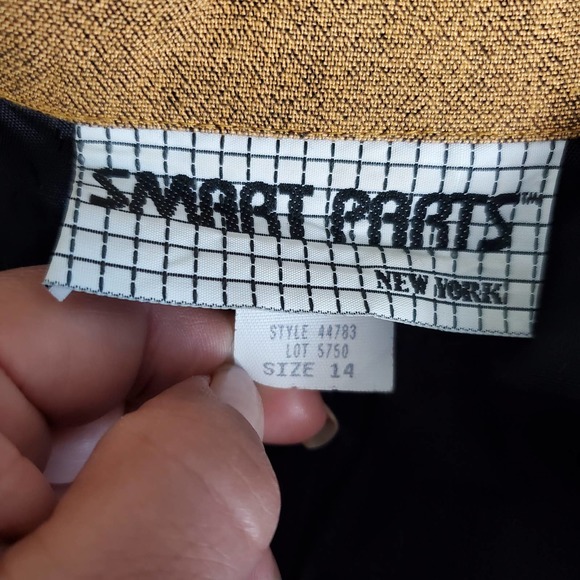 SMART PARTS™
NEW YORK
STYLE 44783
LOT 5750
SIZE 14